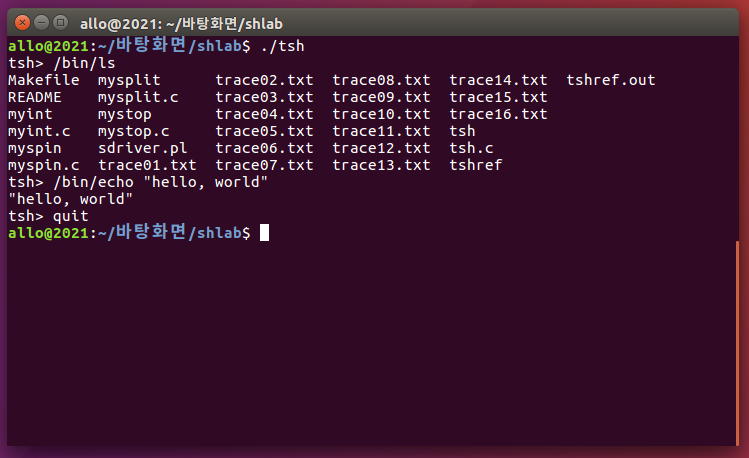 allo@2021: ~/바탕화면/shlab
allo@2021:~/바탕화면/shlab$ ./tsh
tsh> /bin/ls
Makefile  mysplit      trace02.txt  trace08.txt  trace14.txt  tshref.out
README    mysplit.c    trace03.txt  trace09.txt  trace15.txt
myint     mystop       trace04.txt  trace10.txt  trace16.txt
myint.c   mystop.c     trace05.txt  trace11.txt  tsh
myspin    sdriver.pl   trace06.txt  trace12.txt  tsh.c
myspin.c  trace01.txt  trace07.txt  trace13.txt  tshref
tsh> /bin/echo "hello, world"
"hello, world"
tsh> quit
allo@2021:~/바탕화면/shlab$